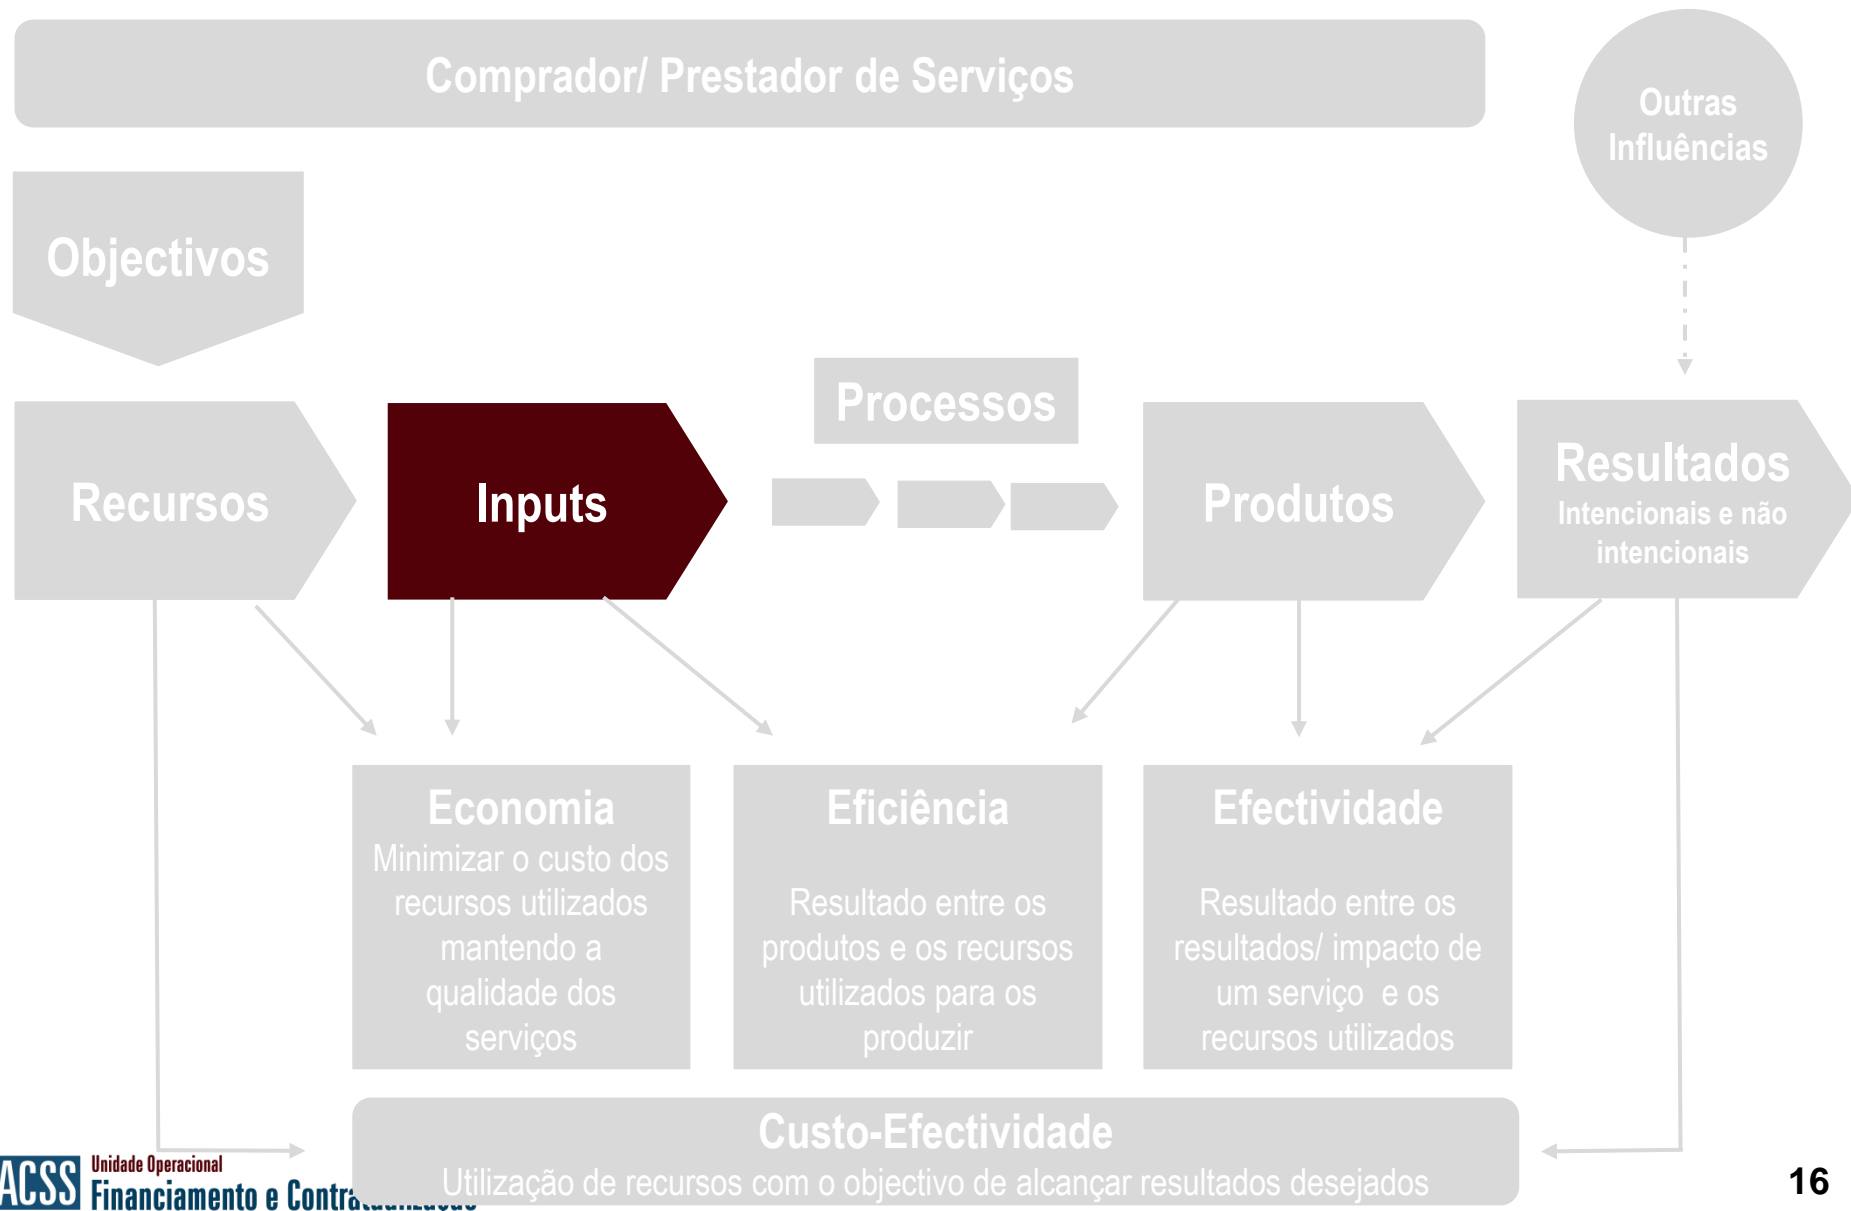 Comprador/ Prestador de Serviços
Outras
Influências
Objectivos
Processos
Recursos
Inputs
Produtos
Resultados
Intencionais e não
intencionais
Economia
Minimizar o custo dos
recursos utilizados
mantendo a
qualidade dos
serviços
Eficiência
Resultado entre os
produtos e os recursos
utilizados para os
produzir
Efectividade
Resultado entre os
resultados/ impacto de
um serviço e os
recursos utilizados
Custo-Efectividade
Utilização de recursos com o objectivo de alcançar resultados desejados
ACSS Unidade Operacional
Financiamento e Contratualização
16